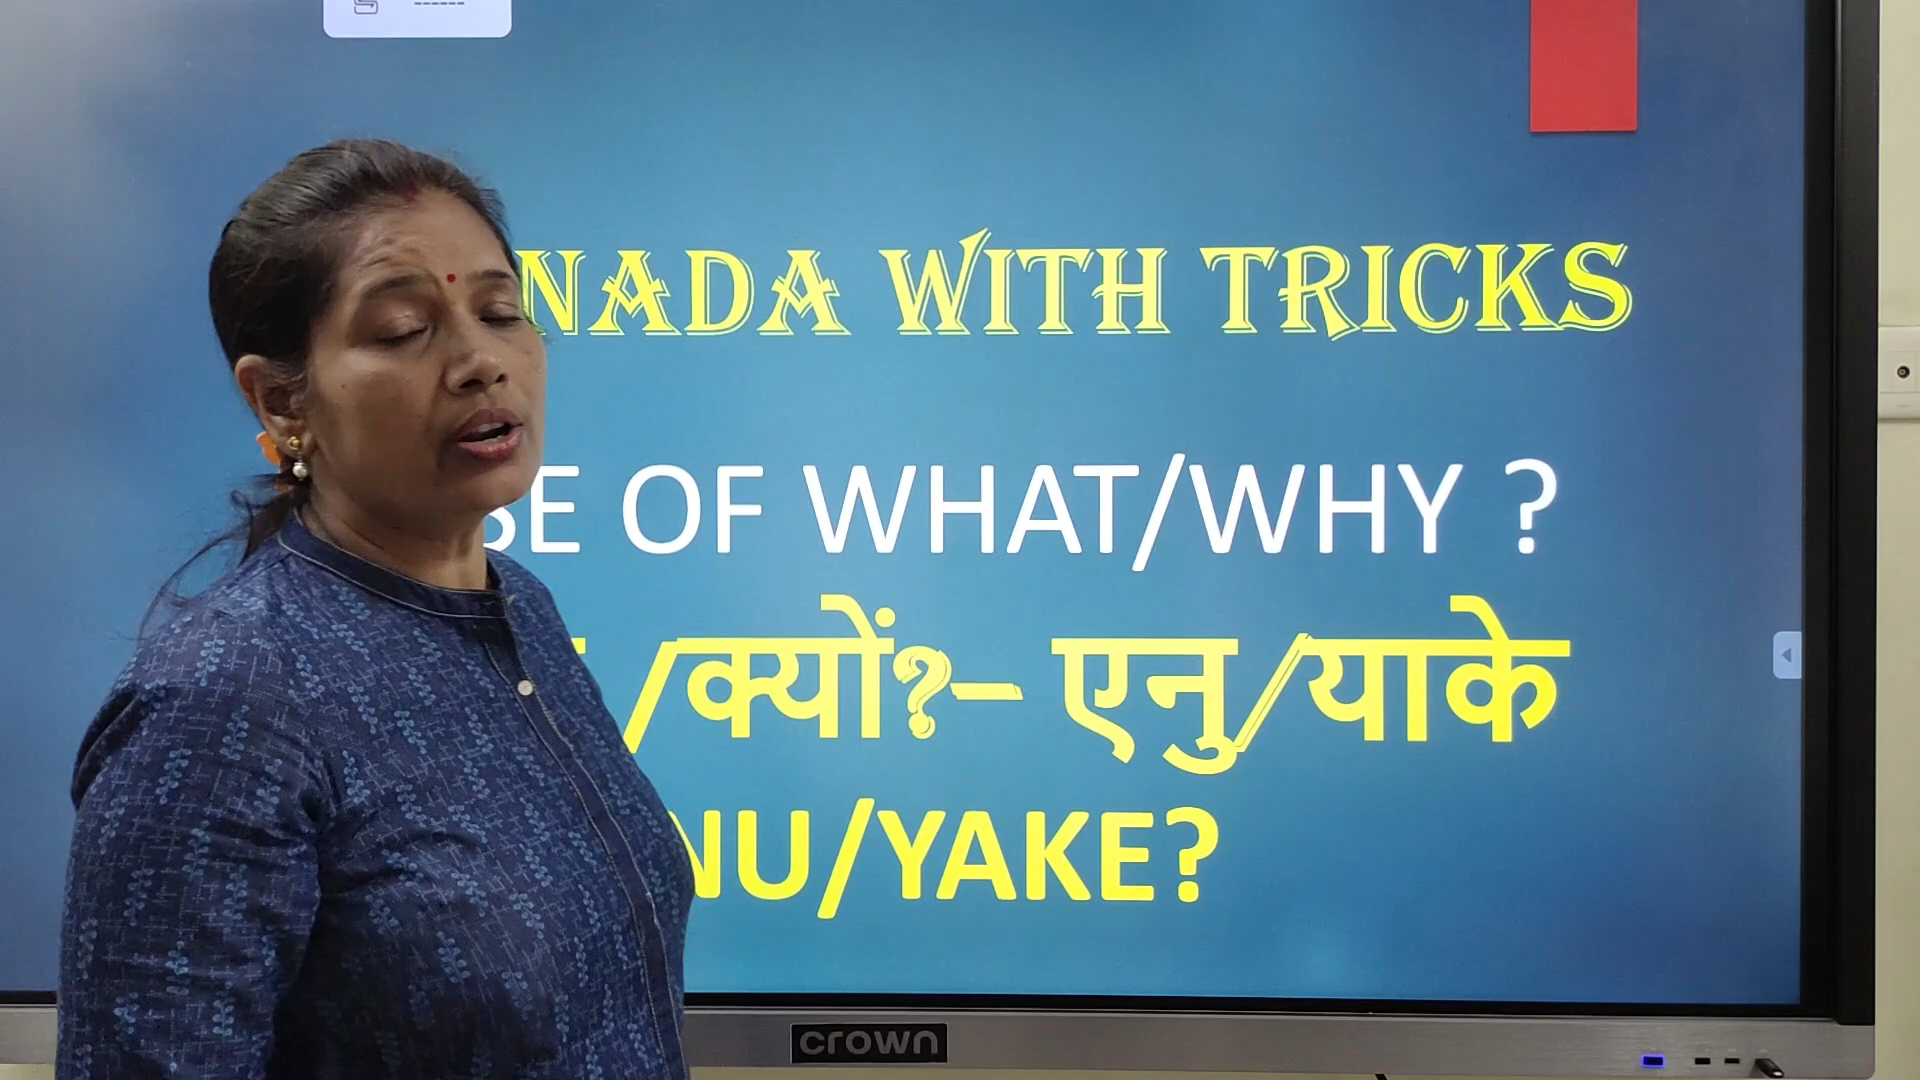 NADA WITH TRICKS
SE OF WHAT/WHY ?
/क्यों?– एनु/याके
NU/YAKE?
crown